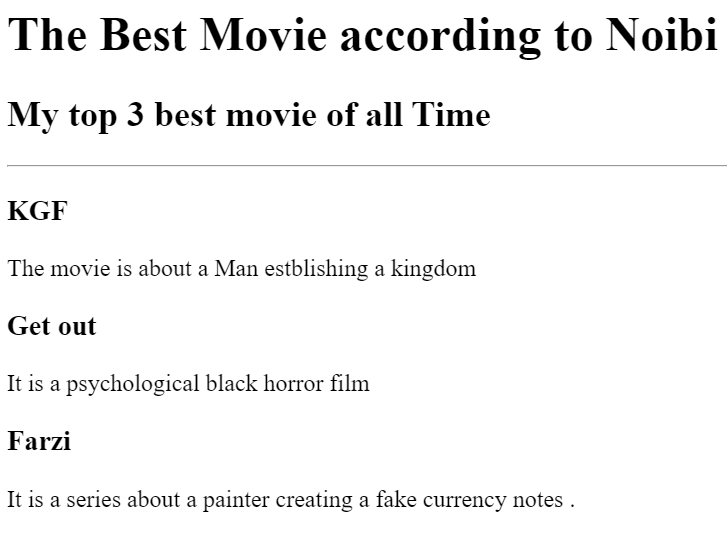 The Best Movie according to Noibi
My top 3 best movie of all Time
KGF
The movie is about a Man estblishing a kingdom
Get out
It is a psychological black horror film
Farzi
It is a series about a painter creating a fake currency notes .